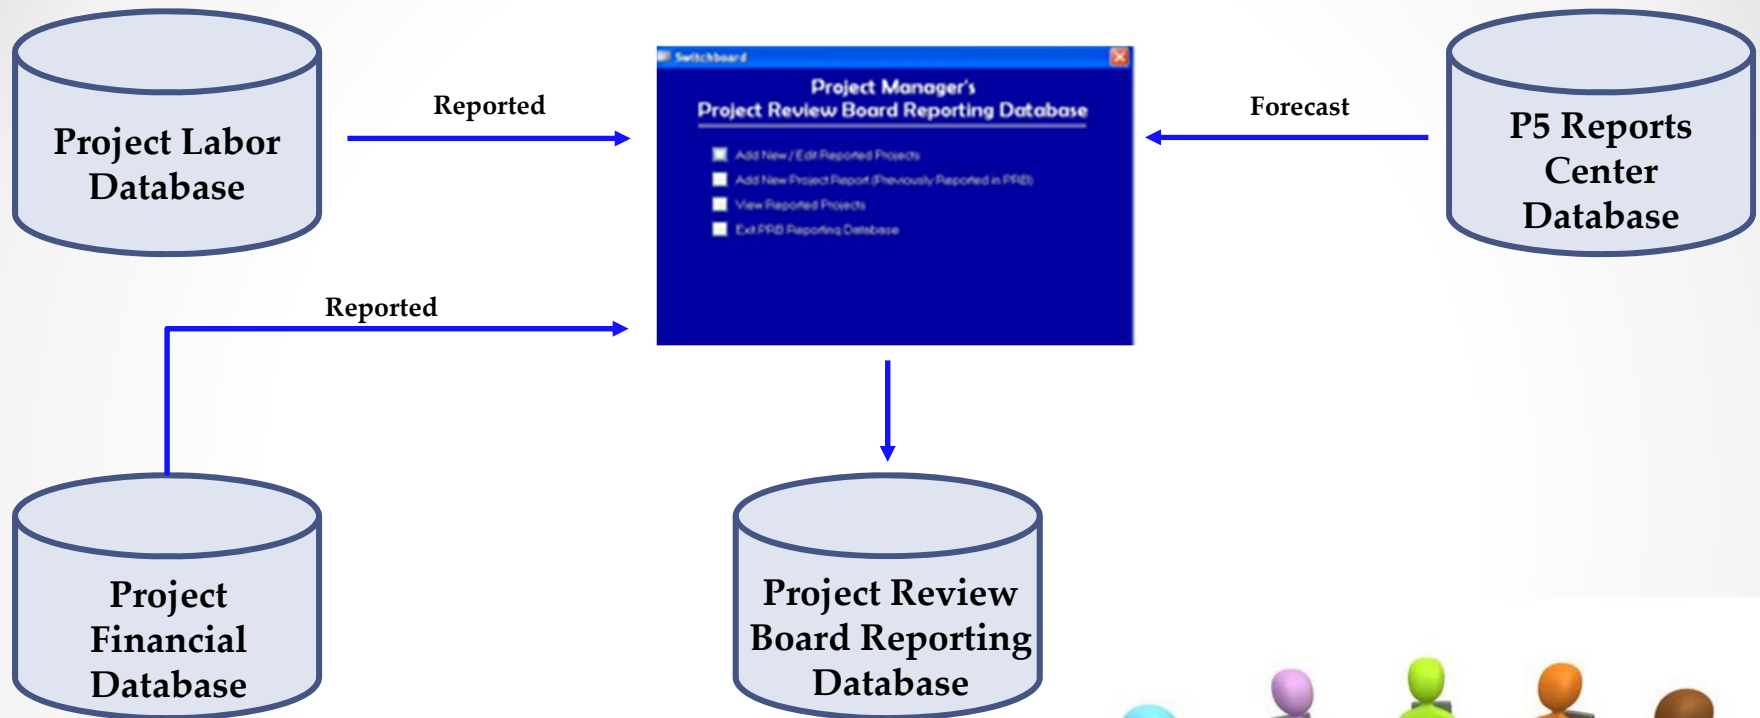 Project Labor
Database
Reported
Switchboard
Project Manager's
Project Review Board Reporting Database
Add New / Edit Reported Projects
Add New Project Report (Previously Reported in PRB)
View Reported Projects
Exit PRB Reporting Database
Forecast
P5 Reports
Center
Database
Reported
Project
Financial
Database
Project Review
Board Reporting
Database